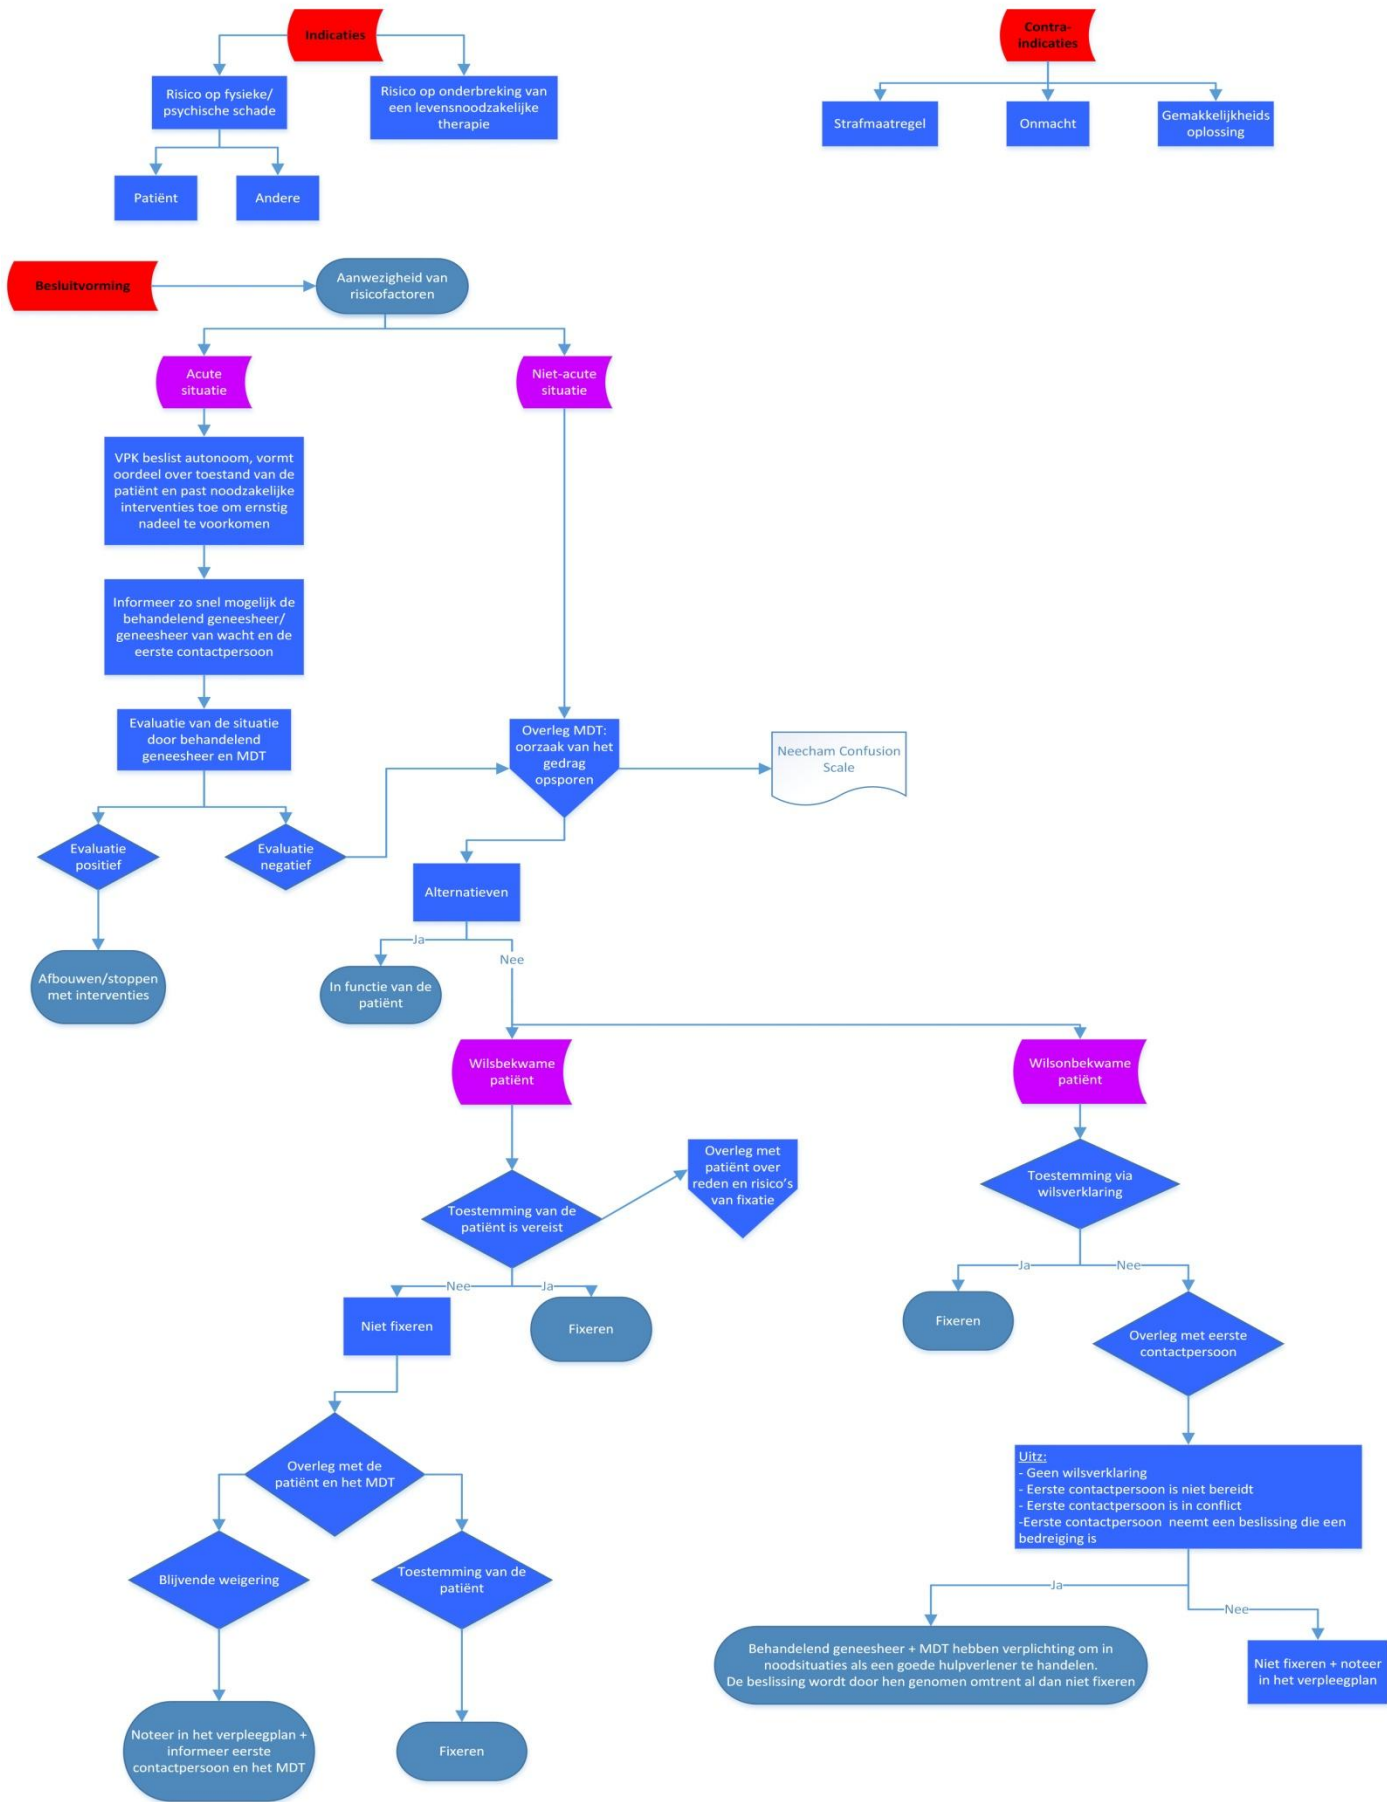 Indicaties
Contra-
indicaties
Risico op fysieke/
psychische schade
Risico op onderbreking van
een levensnoodzakelijke
therapie
Strafmaatregel
Onmacht
Gemakkelijkheids
oplossing
Patiënt
Andere
Besluitvorming
Aanwezigheid van
risicofactoren
Acute
situatie
Niet-acute
situatie
VPK beslist autonoom, vormt
oordeel over toestand van de
patiënt en past noodzakelijke
interventies toe om ernstig
nadeel te voorkomen
Informeer zo snel mogelijk de
behandelend geneesheer/
geneesheer van wacht en de
eerste contactpersoon
Evaluatie van de situatie
door behandelend
geneesheer en MDT
Overleg MDT:
oorzaak van het
gedrag
opsporen
Neecham Confusion
Scale
Evaluatie
positief
Evaluatie
negatief
Alternatieven
Ja
Nee
Afbouwen/stoppen
met interventies
In functie van de
patiënt
Wilsbekwame
patiënt
Wilsonbekwame
patiënt
Overleg met
patiënt over
reden en risico's
van fixatie
Toestemming van de
patiënt is vereist
Toestemming via
wilsverklaring
Nee
Ja
Ja
Nee
Niet fixeren
Fixeren
Fixeren
Overleg met eerste
contactpersoon
Overleg met de
patiënt en het MDT
Uitz:
- Geen wilsverklaring
- Eerste contactpersoon is niet bereidt
- Eerste contactpersoon is in conflict
-Eerste contactpersoon neemt een beslissing die een
bedreiging is
Blijvende weigering
Toestemming van de
patiënt
Ja
Nee
Behandelend geneesheer + MDT hebben verplichting om in
noodsituaties als een goede hulpverlener te handelen.
De beslissing wordt door hen genomen omtrent al dan niet fixeren
Niet fixeren + noteer
in het verpleegplan
Noteer in het verpleegplan +
informeer eerste
contactpersoon en het MDT
Fixeren